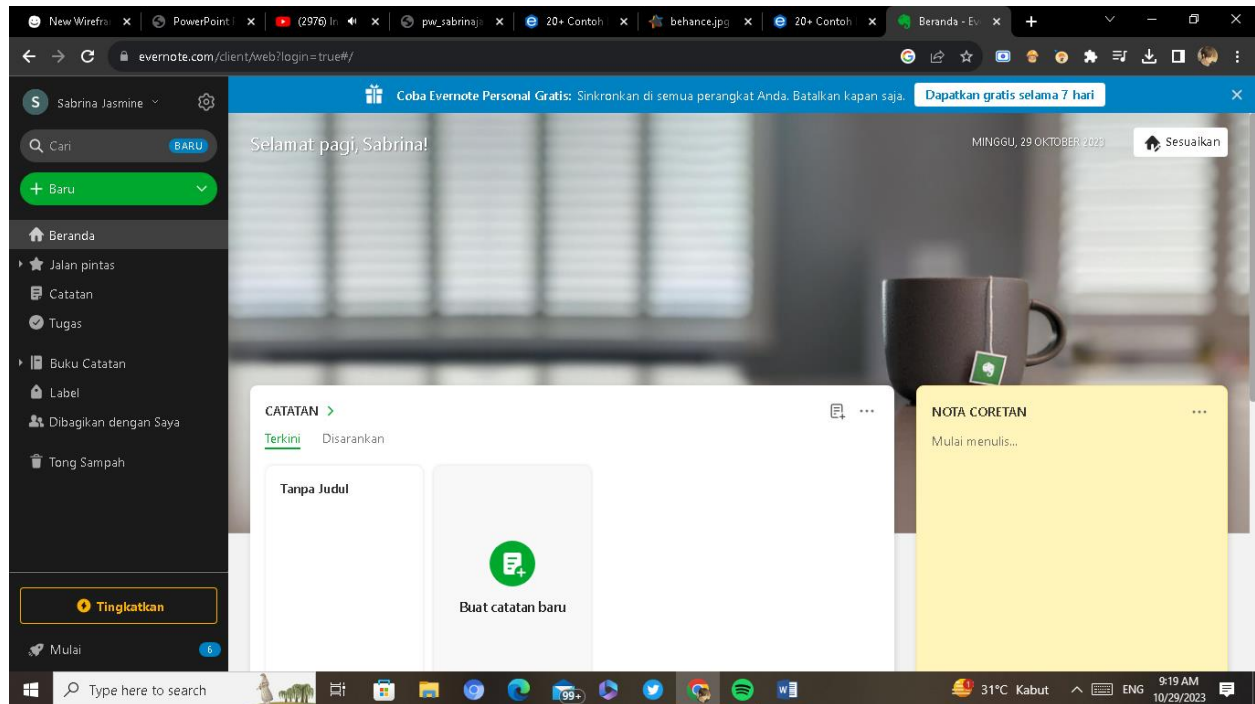 New Wirefra
PowerPoint
(2976) In
pw_sabrinaja
20+ Contoh
behance.jpg
20+ Contoh
Beranda - Ev
evernote.com/client/web?login=true#/
S Sabrina Jasmine
Coba Evernote Personal Gratis: Sinkronkan di semua perangkat Anda. Batalkan kapan saja. Dapatkan gratis selama 7 hari
Cari BARU
Selamat pagi, Sabrina!
MINGGU, 29 OKTOBER 2023
Sesuaikan
+ Baru
Beranda
Jalan pintas
Catatan
Tugas
Buku Catatan
Label
Dibagikan dengan Saya
Tong Sampah
Tingkatkan
Mulai 6
CATATAN >
Terkini Disarankan
Tanpa Judul
Buat catatan baru
NOTA CORETAN
Mulai menulis...
Type here to search
99+
31°C Kabut
ENG
9:19 AM
10/29/2023